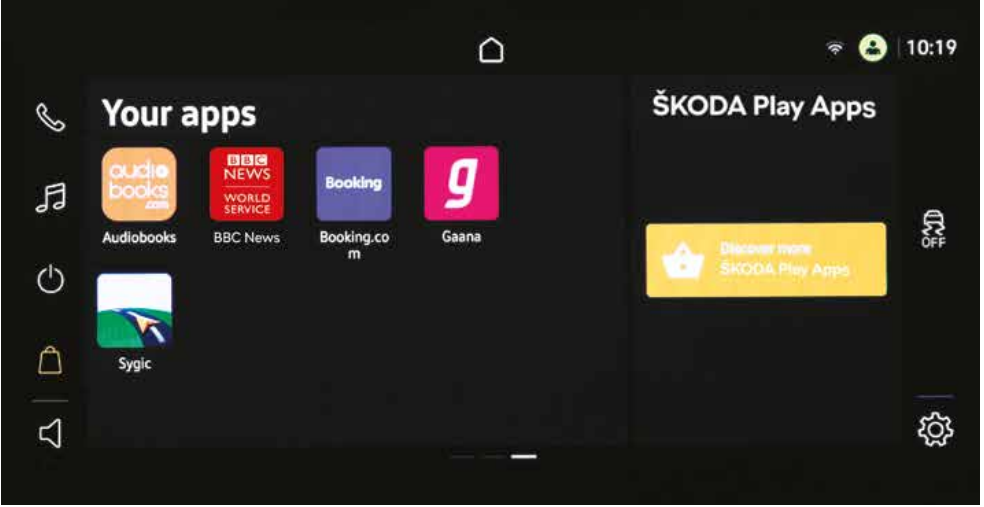 10:19
Your apps
ŠKODA Play Apps
audio
books
.com
BBC
NEWS
WORLD
SERVICE
Booking
g
Audiobooks
BBC News
Booking.co
m
Gaana
OFF
Discover more
ŠKODA Play Apps
Sygic